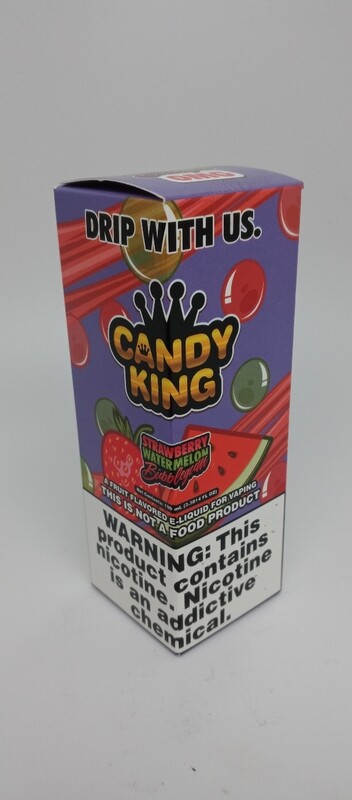 DRIP WITH US.
CANDY
KING
STRAWBERRY
WATERMELON
Bubblegum
A FRUIT FLAVORED E-LIQUID FOR VAPING
THIS IS NOT A FOOD PRODUCT
WARNING: This
product contains
nicotine. Nicotine
is an addictive
chemical.